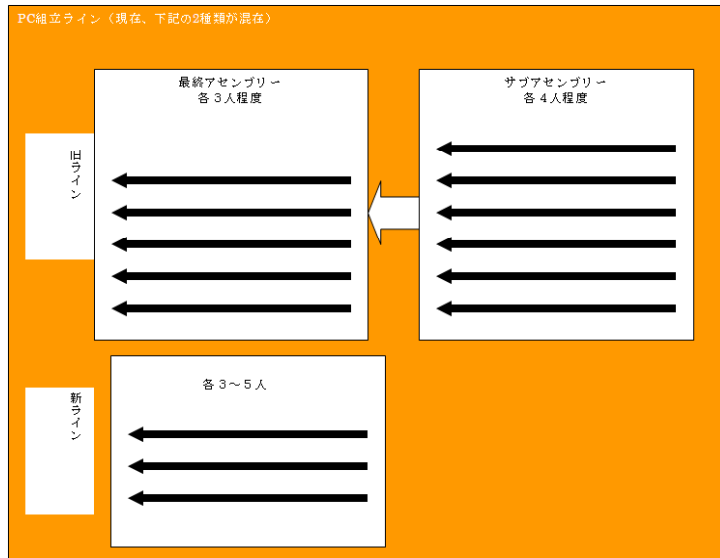 PC組立ライン（現在、下記の2種類が混在）
最終アセンブリー
各３人程度
サブアセンブリー
各４人程度
旧ライン
各３～５人
新ライン